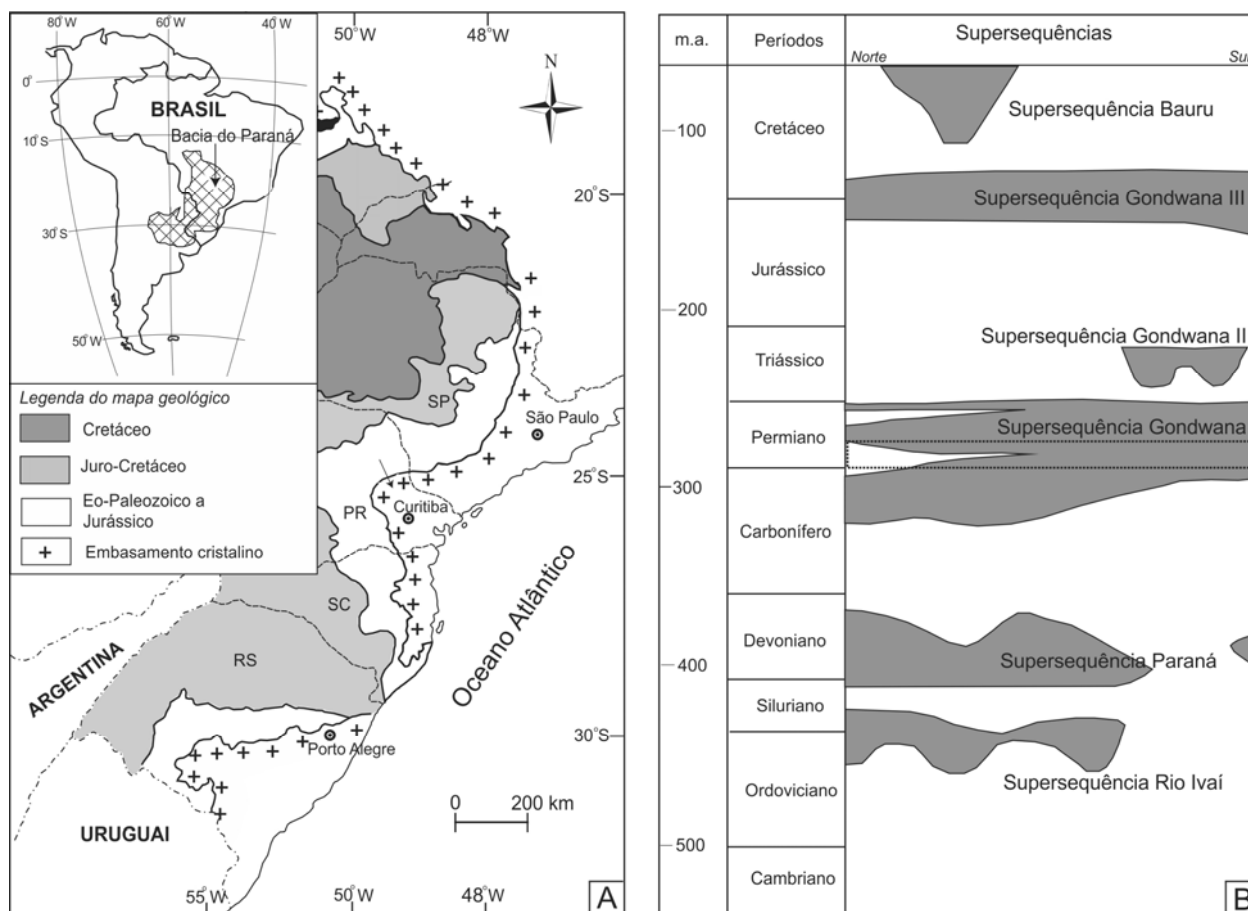 80°W
60°W
40°W
0°
BRASIL
Bacia do Paraná
10°S
30°S
50°W
Legenda do mapa geológico
Cretáceo
Juro-Cretáceo
Eo-Paleozoico a
Jurássico
Embasamento cristalino
50°W
48°W
N
20°S
SP
São Paulo
25°S
PR
Curitiba
SC
RS
Oceano Atlântico
ARGENTINA
Porto Alegre
30°S
0 200 km
URUGUAI
55°W
50°W
48°W
A
m.a.
Períodos
Supersequências
Norte
Su
Supersequência Bauru
100
Cretáceo
Supersequência Gondwana III
Jurássico
200
Supersequência Gondwana II
Triássico
Supersequência Gondwana
Permiano
300
Carbonífero
Devoniano
Supersequência Paraná
400
Siluriano
Supersequência Rio Ivaí
Ordoviciano
500
Cambriano
B